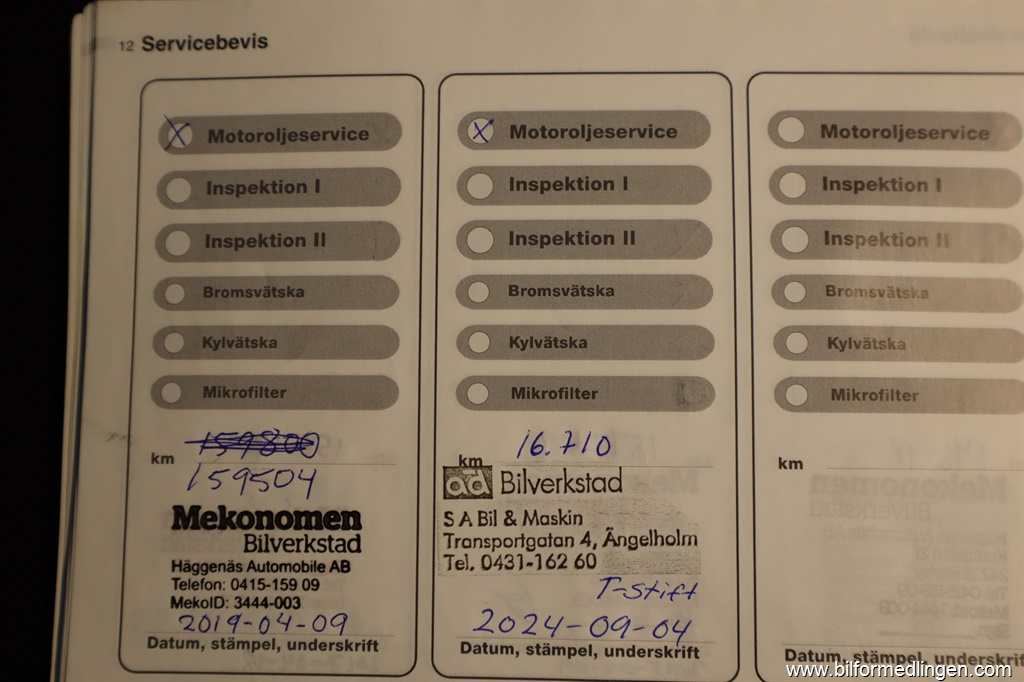 12 Servicebevis
X Motoroljeservice
Inspektion I
Inspektion II
Bromsvätska
Kylvätska
Mikrofilter
km 159800
159504
Mekonomen
Bilverkstad
Häggenäs Automobile AB
Telefon: 0415-159 09
MekoID: 3444-003
2019-04-09
Datum, stämpel, underskrift
X Motoroljeservice
Inspektion I
Inspektion II
Bromsvätska
Kylvätska
Mikrofilter
km 16.710
ad Bilverkstad
S A Bil & Maskin
Transportgatan 4, Ängelholm
Tel. 0431-162 60
T-stift
2024-09-04
Datum, stämpel, underskrift
Motoroljeservice
Inspektion I
Inspektion II
Bromsvätska
Kylvätska
Mikrofilter
km
Datum, stämpel, underskrift
www.bilformedlingen.com